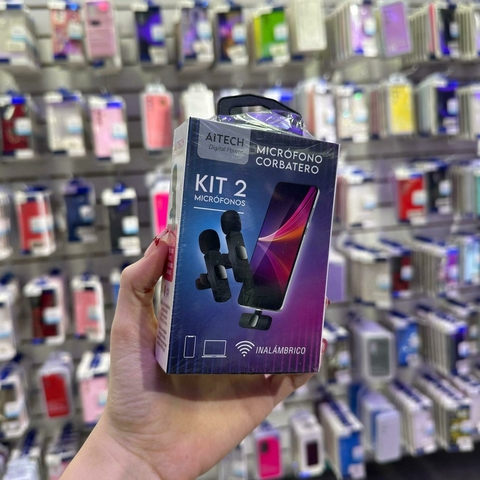 AiTECH
Digital Power
MICRÓFONO
CORBATERO
KIT 2
MICRÓFONOS
INALÁMBRICO